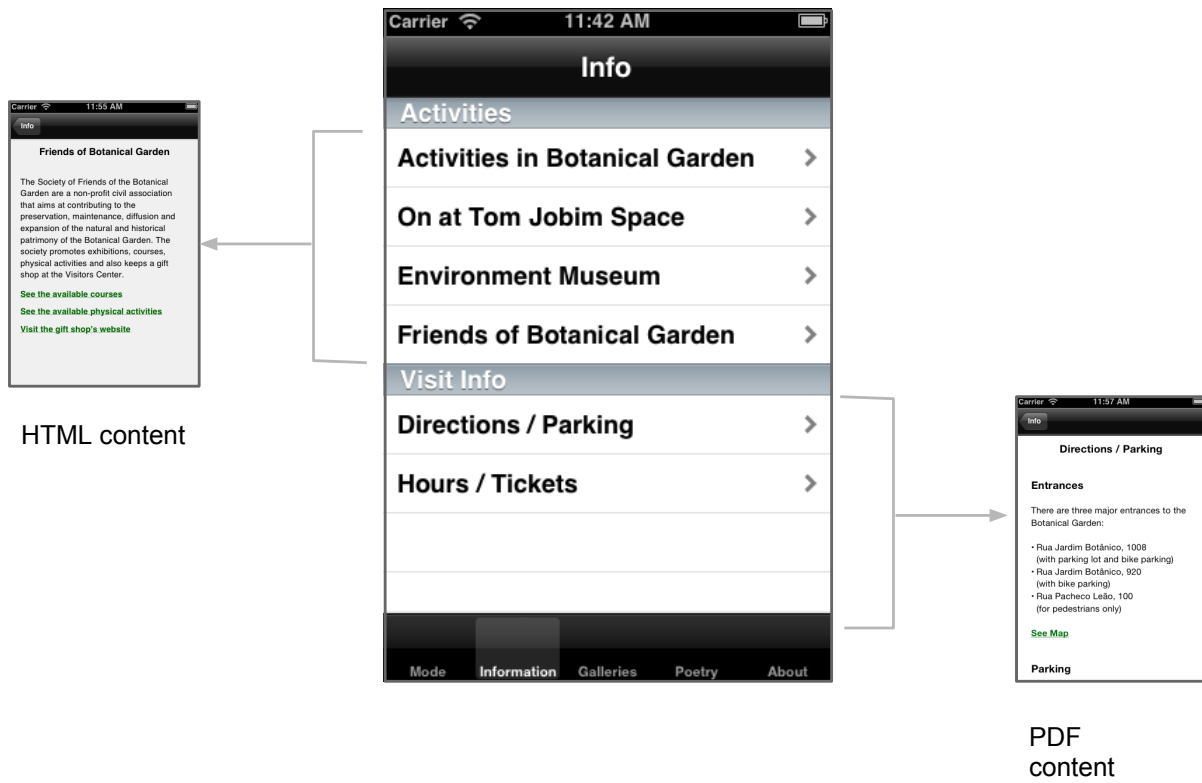 Carrier 11:55 AM
Info
Friends of Botanical Garden
The Society of Friends of the Botanical
Garden are a non-profit civil association
that aims at contributing to the
preservation, maintenance, diffusion and
expansion of the natural and historical
patrimony of the Botanical Garden. The
society promotes exhibitions, courses,
physical activities and also keeps a gift
shop at the Visitors Center.
See the available courses
See the available physical activities
Visit the gift shop's website
HTML content
Carrier 11:42 AM
Info
Activities
Activities in Botanical Garden
On at Tom Jobim Space
Environment Museum
Friends of Botanical Garden
Visit Info
Directions / Parking
Hours / Tickets
Mode Information Galleries Poetry About
Carrier 11:57 AM
Info
Directions / Parking
Entrances
There are three major entrances to the
Botanical Garden:
• Rua Jardim Botânico, 1008
(with parking lot and bike parking)
• Rua Jardim Botânico, 920
(with bike parking)
• Rua Pacheco Leão, 100
(for pedestrians only)
See Map
Parking
PDF
content